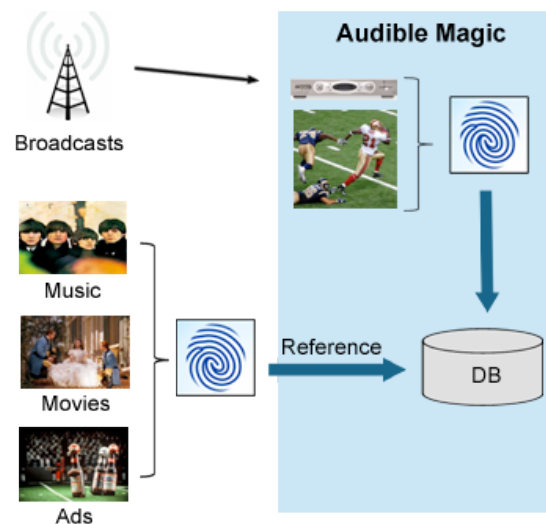 Audible Magic
Broadcasts
Music
Movies
Ads
Reference
DB